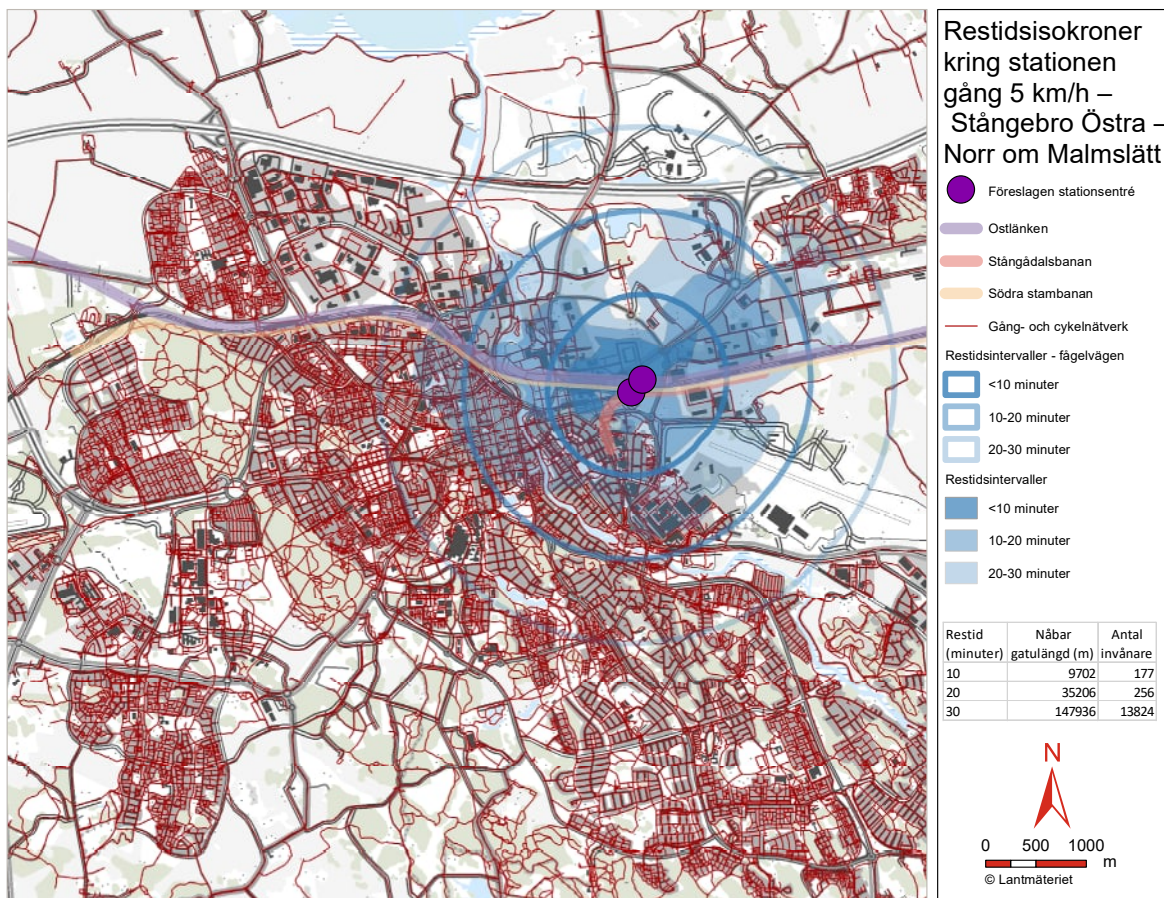 Restidsisokroner
kring stationen
gång 5 km/h –
Stångebro Östra –
Norr om Malmslätt
Föreslagen stationsentré
Ostlänken
Stångådalsbanan
Södra stambanan
Gång- och cykelnätverk
Restidsintervaller - fågelvägen
<10 minuter
10-20 minuter
20-30 minuter
Restidsintervaller
<10 minuter
10-20 minuter
20-30 minuter
Restid Nåbar Antal
(minuter) gatulängd (m) invånare
10 9702 177
20 35206 256
30 147936 13824
N
0 500 1000
m
© Lantmäteriet